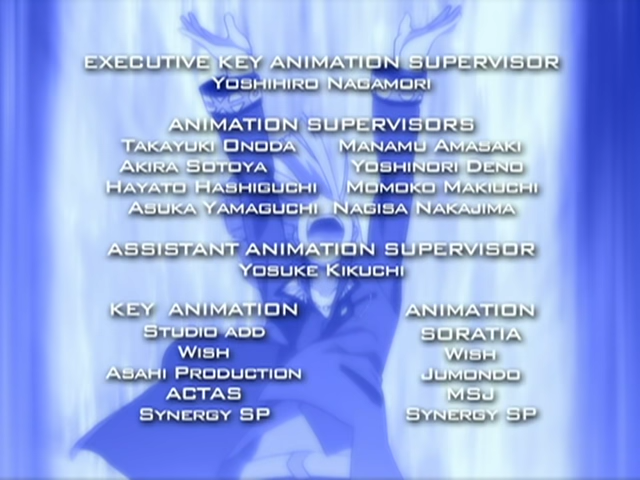 EXECUTIVE KEY ANIMATION SUPERVISOR
YOSHIHIRO NAGAMORI
ANIMATION SUPERVISORS
TAKAYUKI ONODA MANAMU AMASAKI
AKIRA SOTOYA YOSHINORI DENO
HAYATO HASHIGUCHI MOMOKO MAKIUCHI
ASUKA YAMAGUCHI NAGISA NAKAJIMA
ASSISTANT ANIMATION SUPERVISOR
YOSUKE KIKUCHI
KEY ANIMATION
STUDIO ADD
WISH
ASAHI PRODUCTION
ACTAS
SYNERGY SP
ANIMATION
SORATIA
WISH
JUMONDO
MSJ
SYNERGY SP